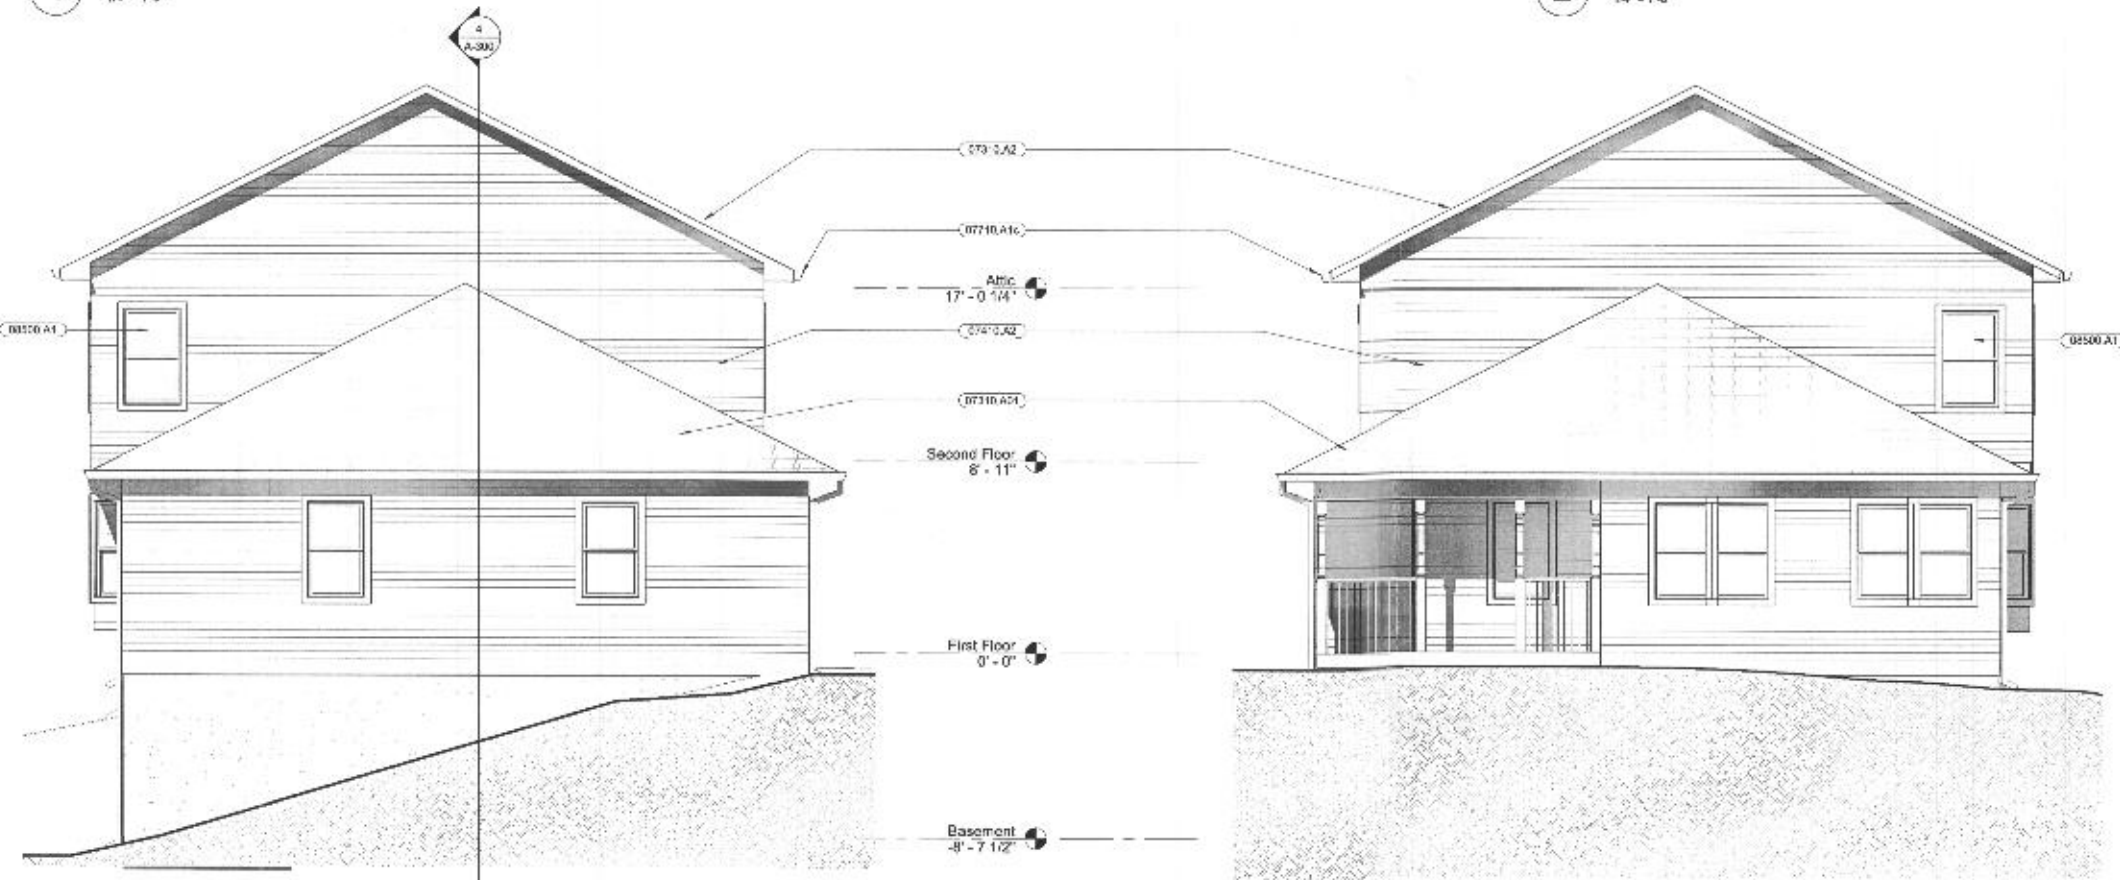 4
A-300
07310.A2
07710.A1c
Attic
17' - 0 1/4"
08500.A1
07410.A2
08500.A1
07310.A01
Second Floor
8' - 11"
First Floor
0' - 0"
Basement
-8' - 7 1/2"